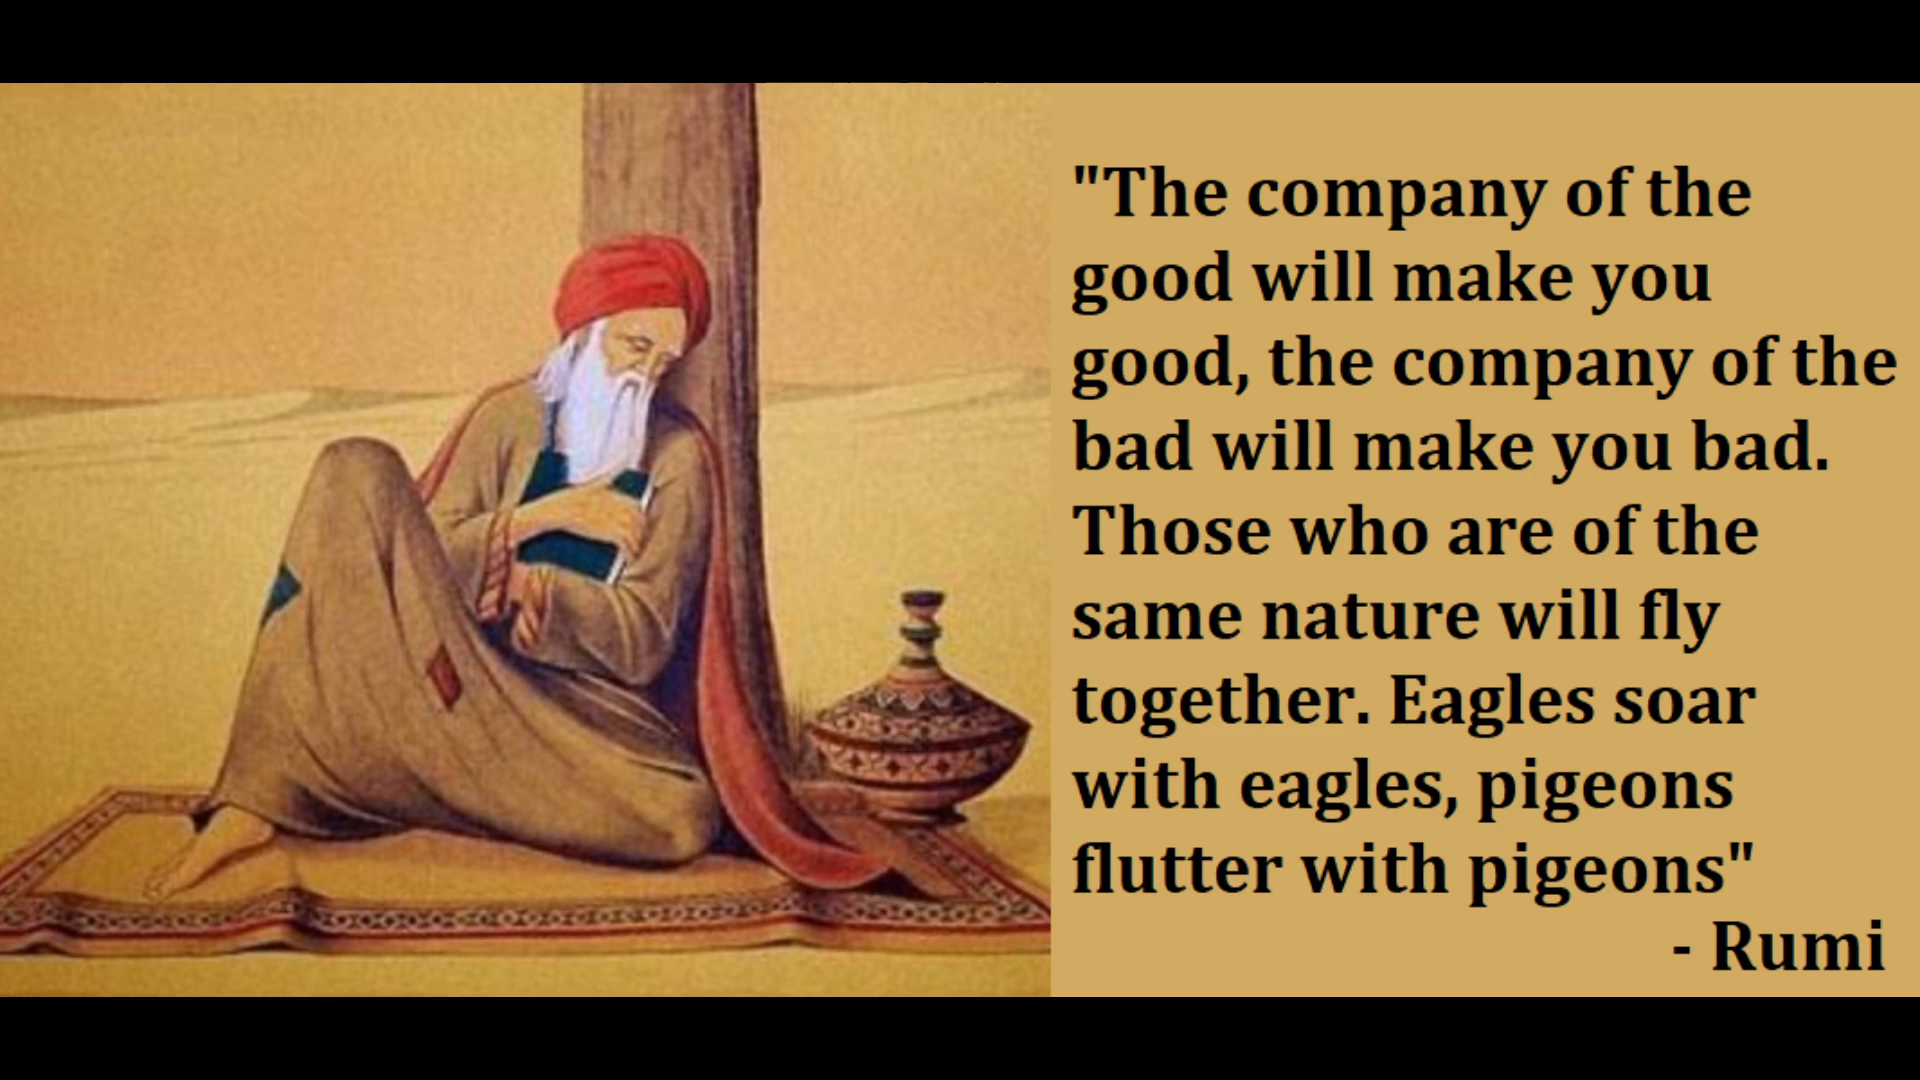 "The company of the
good will make you
good, the company of the
bad will make you bad.
Those who are of the
same nature will fly
together. Eagles soar
with eagles, pigeons
flutter with pigeons"
- Rumi